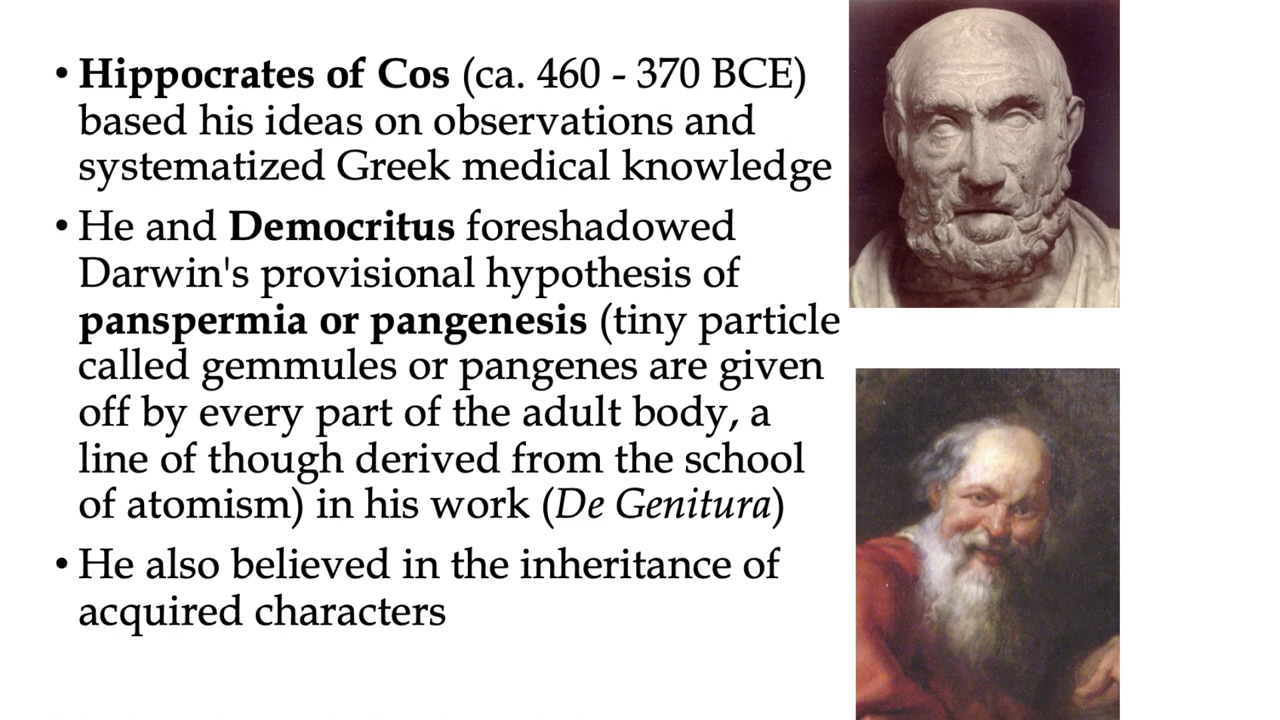 • Hippocrates of Cos (ca. 460 - 370 BCE)
based his ideas on observations and
systematized Greek medical knowledge
• He and Democritus foreshadowed
Darwin's provisional hypothesis of
panspermia or pangenesis (tiny particle
called gemmules or pangenes are given
off by every part of the adult body, a
line of though derived from the school
of atomism) in his work (De Genitura)
• He also believed in the inheritance of
acquired characters